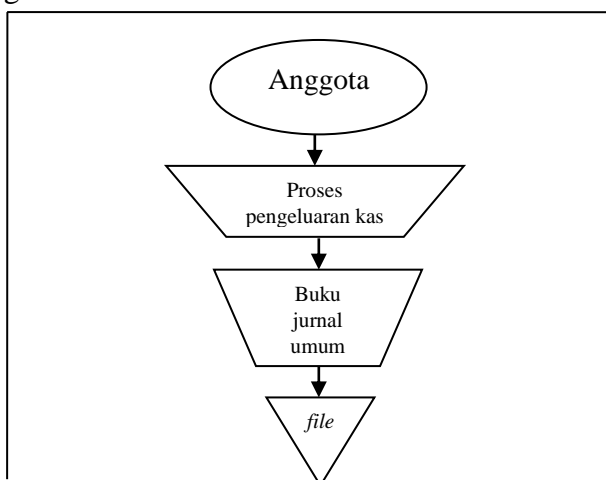 g
Anggota
Proses
pengeluaran kas
Buku
jurnal
umum
file